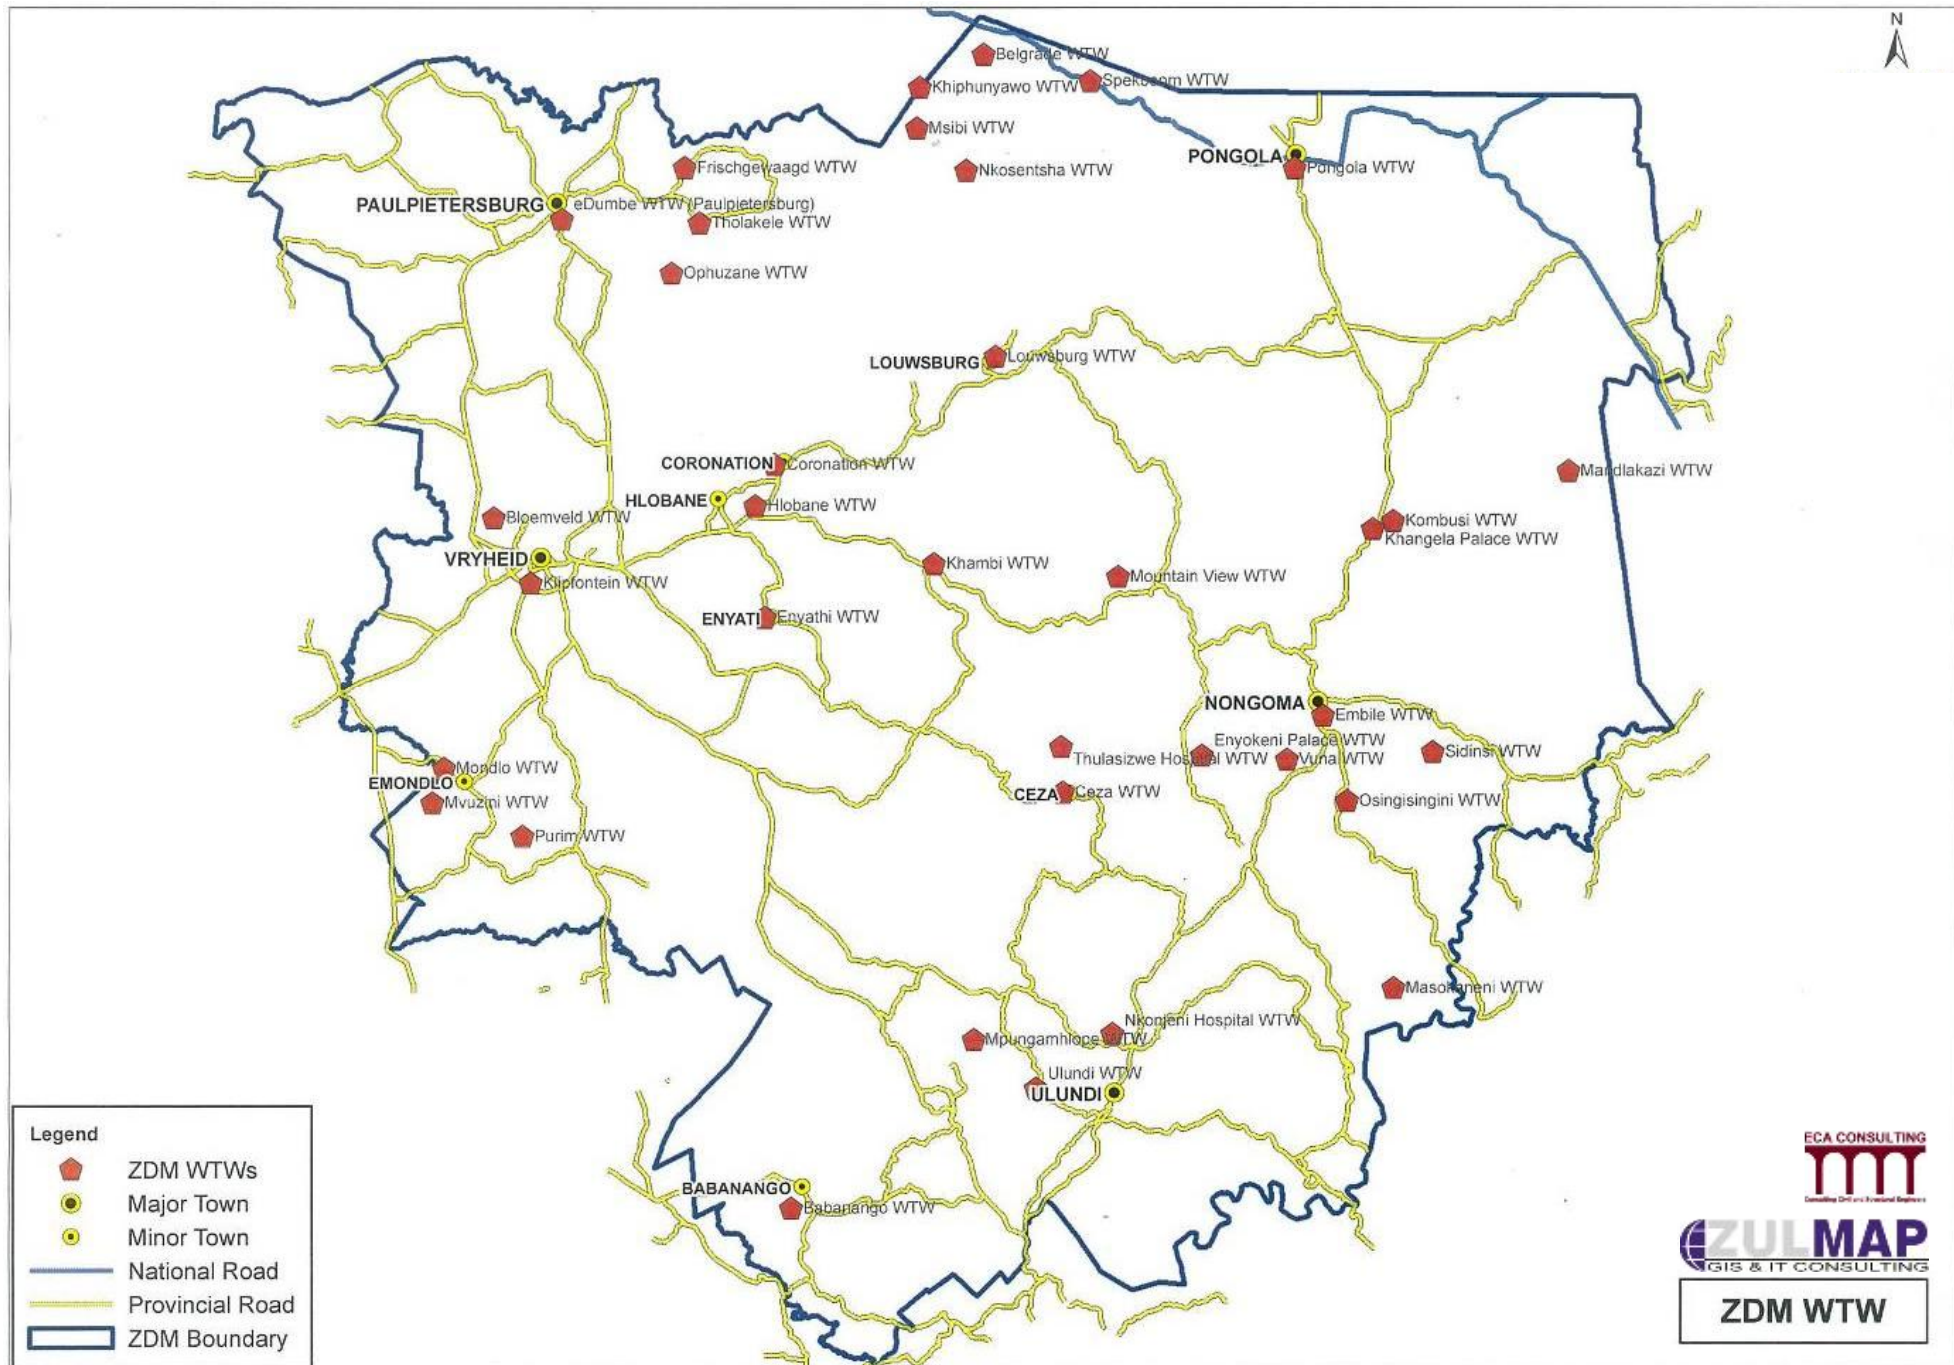 N
Belgrade WTW
Khiphunyawo WTW
Spekboom WTW
Msibi WTW
PONGOLA
Pongola WTW
Frischgewaagd WTW
Nkosentsha WTW
PAULPIETERSBURG
eDumbe WTW (Paulpietersburg)
Tholakele WTW
Ophuzane WTW
LOUWSBURG
Louwsburg WTW
CORONATION
Coronation WTW
Mandlakazi WTW
HLOBANE
Hlobane WTW
Bloemveld WTW
Kombusi WTW
Khangela Palace WTW
VRYHEID
Klipfontein WTW
Khambi WTW
Mountain View WTW
ENYATI
Enyathi WTW
NONGOMA
Embile WTW
Enyokeni Palace WTW
Thulasizwe Hospital WTW
Vuna WTW
Sidinsi WTW
Mondlo WTW
EMONDLO
Mvuzini WTW
CEZA
Ceza WTW
Osingisingini WTW
Purim WTW
Masokaneni WTW
Nkonjeni Hospital WTW
Mpungamhlope WTW
Ulundi WTW
ULUNDI
BABANANGO
Babanango WTW
Legend
ZDM WTWs
Major Town
Minor Town
National Road
Provincial Road
ZDM Boundary
ECA CONSULTING
Consulting Civil and Structural Engineers
ZULMAP
GIS & IT CONSULTING
ZDM WTW